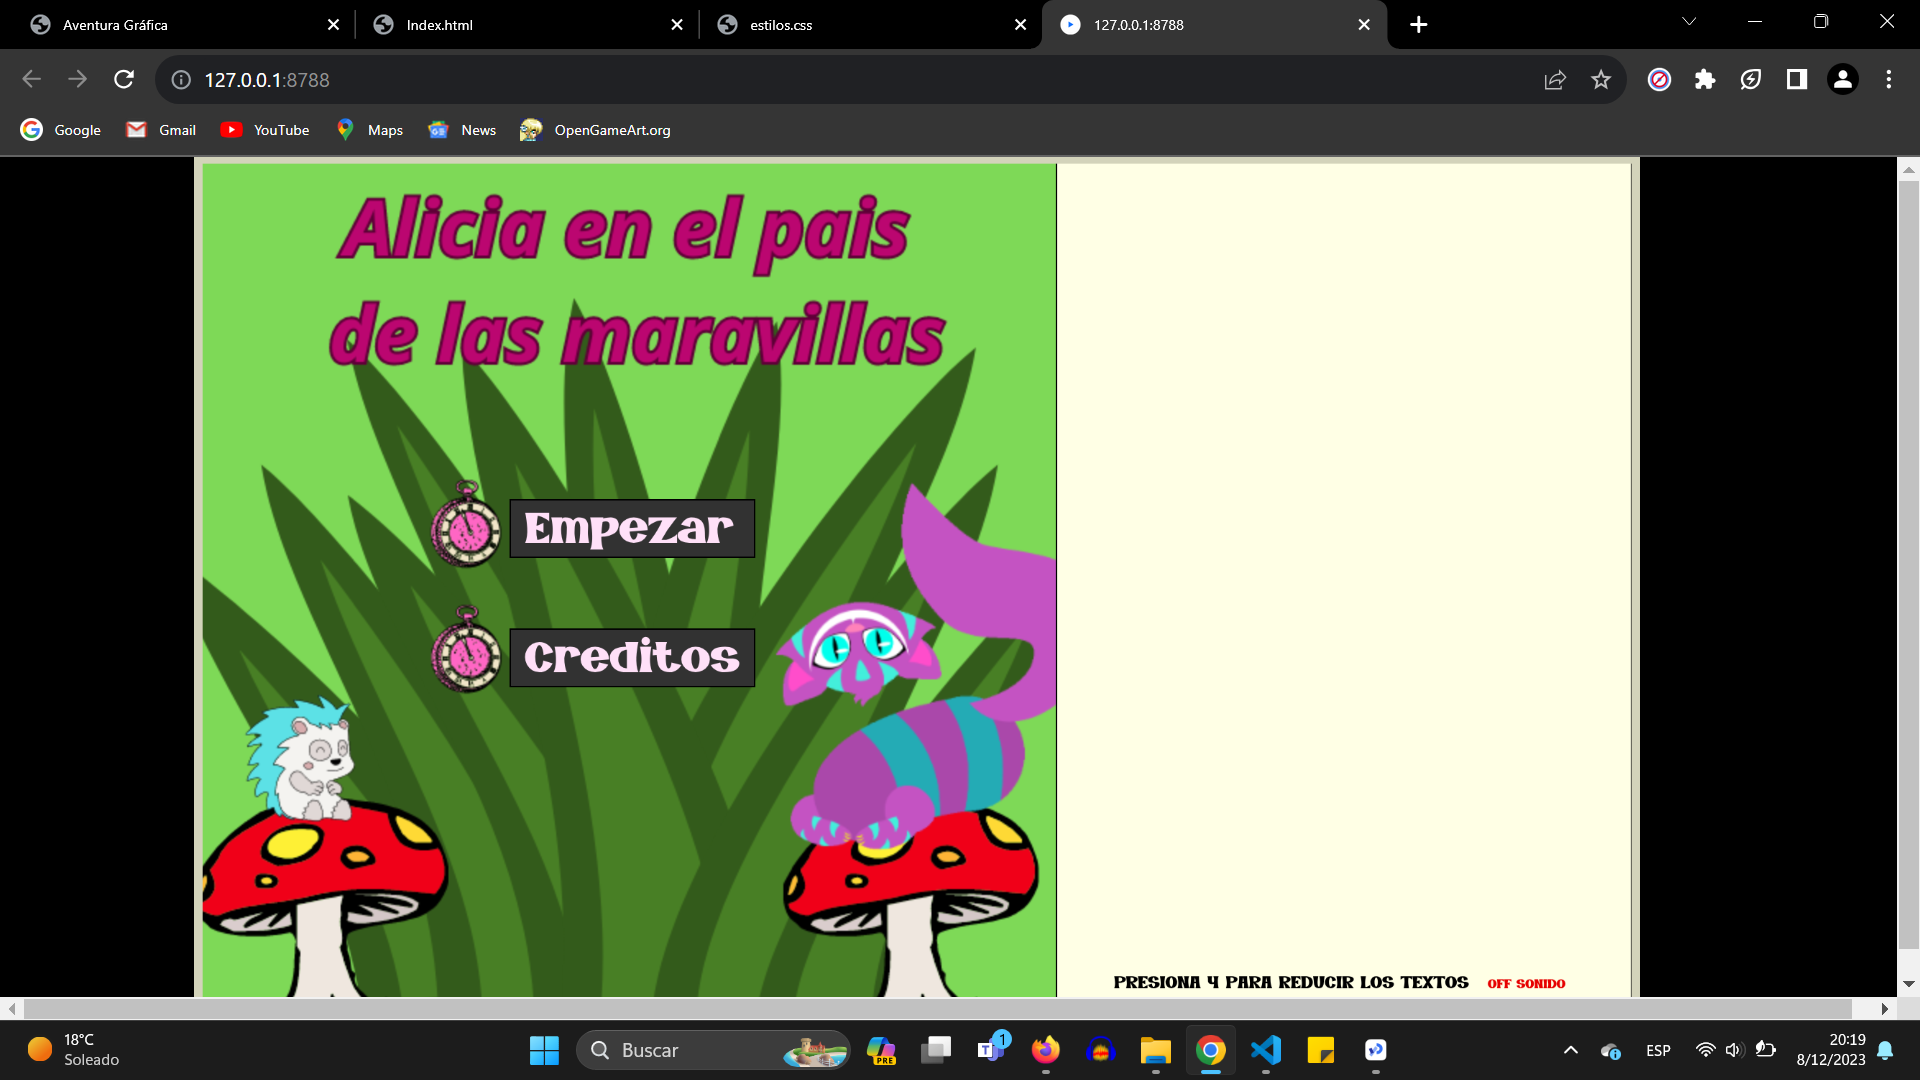 Aventura Gráfica
Index.html
estilos.css
127.0.0.1:8788
127.0.0.1:8788
Google
Gmail
YouTube
Maps
News
OpenGameArt.org
Alicia en el pais
de las maravillas
Empezar
Creditos
PRESIONA Y PARA REDUCIR LOS TEXTOS
OFF SONIDO
18°C
Soleado
Buscar
PRE
1
ESP
20:19
8/12/2023